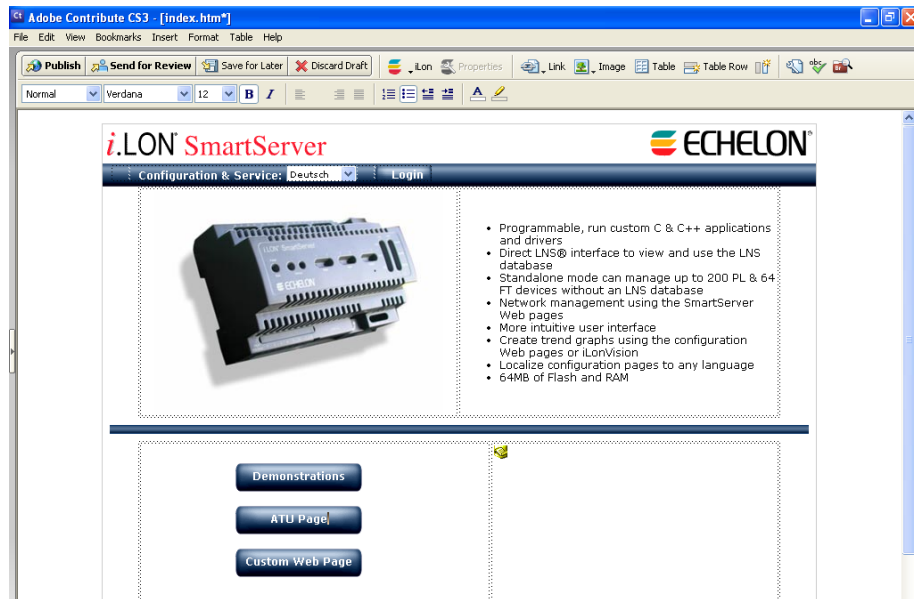 Ct Adobe Contribute CS3 - [index.htm*]
File Edit View Bookmarks Insert Format Table Help
Publish Send for Review Save for Later Discard Draft iLon Properties Link Image Table Table Row
Normal Verdana 12 B I
i.LON® SmartServer
ECHELON®
Configuration & Service: Deutsch Login
i.LON® SmartServer
ECHELON
• Programmable, run custom C & C++ applications
and drivers
• Direct LNS® interface to view and use the LNS
database
• Standalone mode can manage up to 200 PL & 64
FT devices without an LNS database
• Network management using the SmartServer
Web pages
• More intuitive user interface
• Create trend graphs using the configuration
Web pages or iLonVision
• Localize configuration pages to any language
• 64MB of Flash and RAM
Demonstrations
ATU Page
Custom Web Page